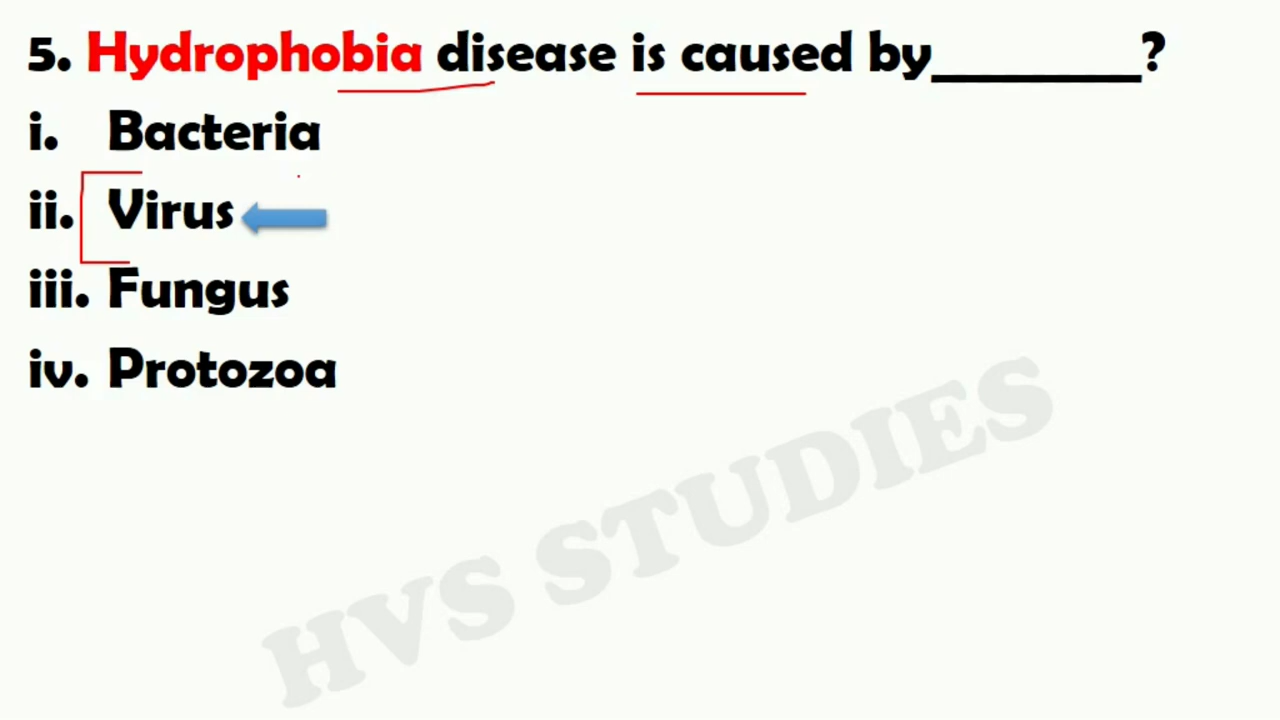 5. Hydrophobia disease is caused by________?
i. Bacteria
ii. Virus
iii. Fungus
iv. Protozoa
HVS STUDIES